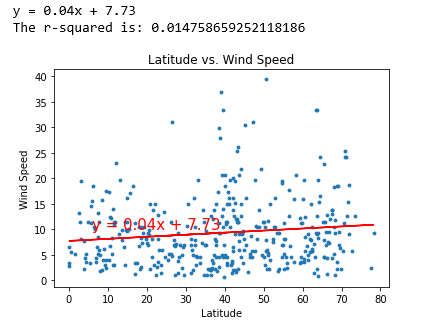 y = 0.04x + 7.73
The r-squared is: 0.014758659252118186
Latitude vs. Wind Speed
40
35
30
25
20
15
10
5
0
Wind Speed
y = 0.04x + 7.73
0 10 20 30 40 50 60 70 80
Latitude